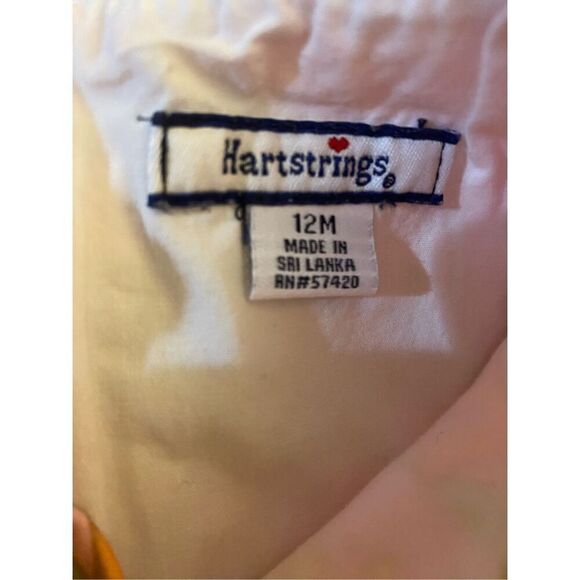 Hartstrings®
12M
MADE IN
SRI LANKA
RN#57420